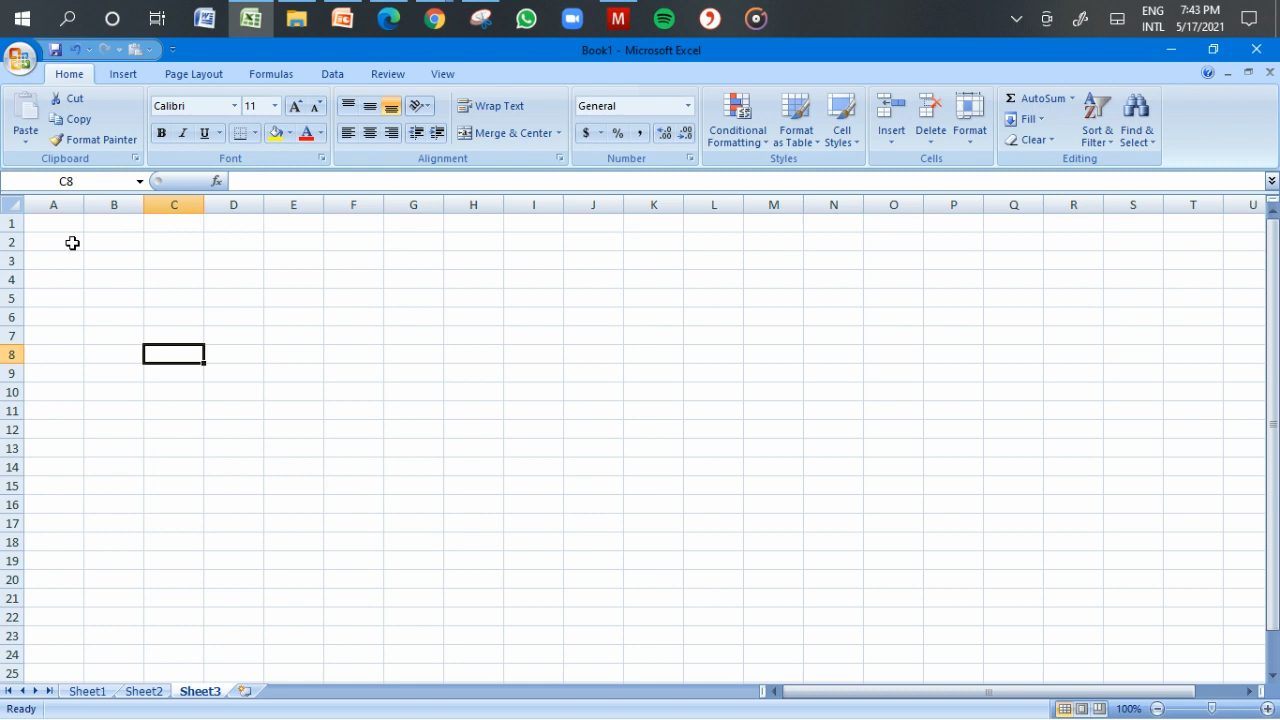 ENG
7:43 PM
INTL
5/17/2021
Book1 - Microsoft Excel
Home Insert Page Layout Formulas Data Review View
Paste
Cut
Copy
Format Painter
Clipboard
Calibri 11
B I U A
Font
Wrap Text
Merge & Center
Alignment
General
$ % ,
Number
Conditional Formatting
Format as Table
Cell Styles
Styles
Insert
Delete
Format
Cells
Σ AutoSum
Fill
Clear
Sort & Filter
Find & Select
Editing
C8 fx
A B C D E F G H I J K L M N O P Q R S T U
1
2
3
4
5
6
7
8
9
10
11
12
13
14
15
16
17
18
19
20
21
22
23
24
25
Sheet1 Sheet2 Sheet3
Ready 100%